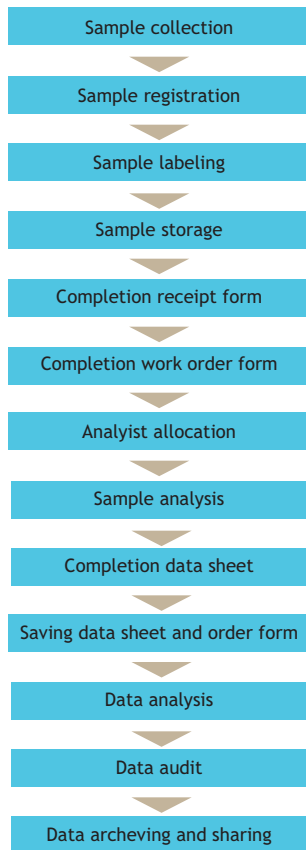 Sample collection
Sample registration
Sample labeling
Sample storage
Completion receipt form
Completion work order form
Analyist allocation
Sample analysis
Completion data sheet
Saving data sheet and order form
Data analysis
Data audit
Data archeving and sharing